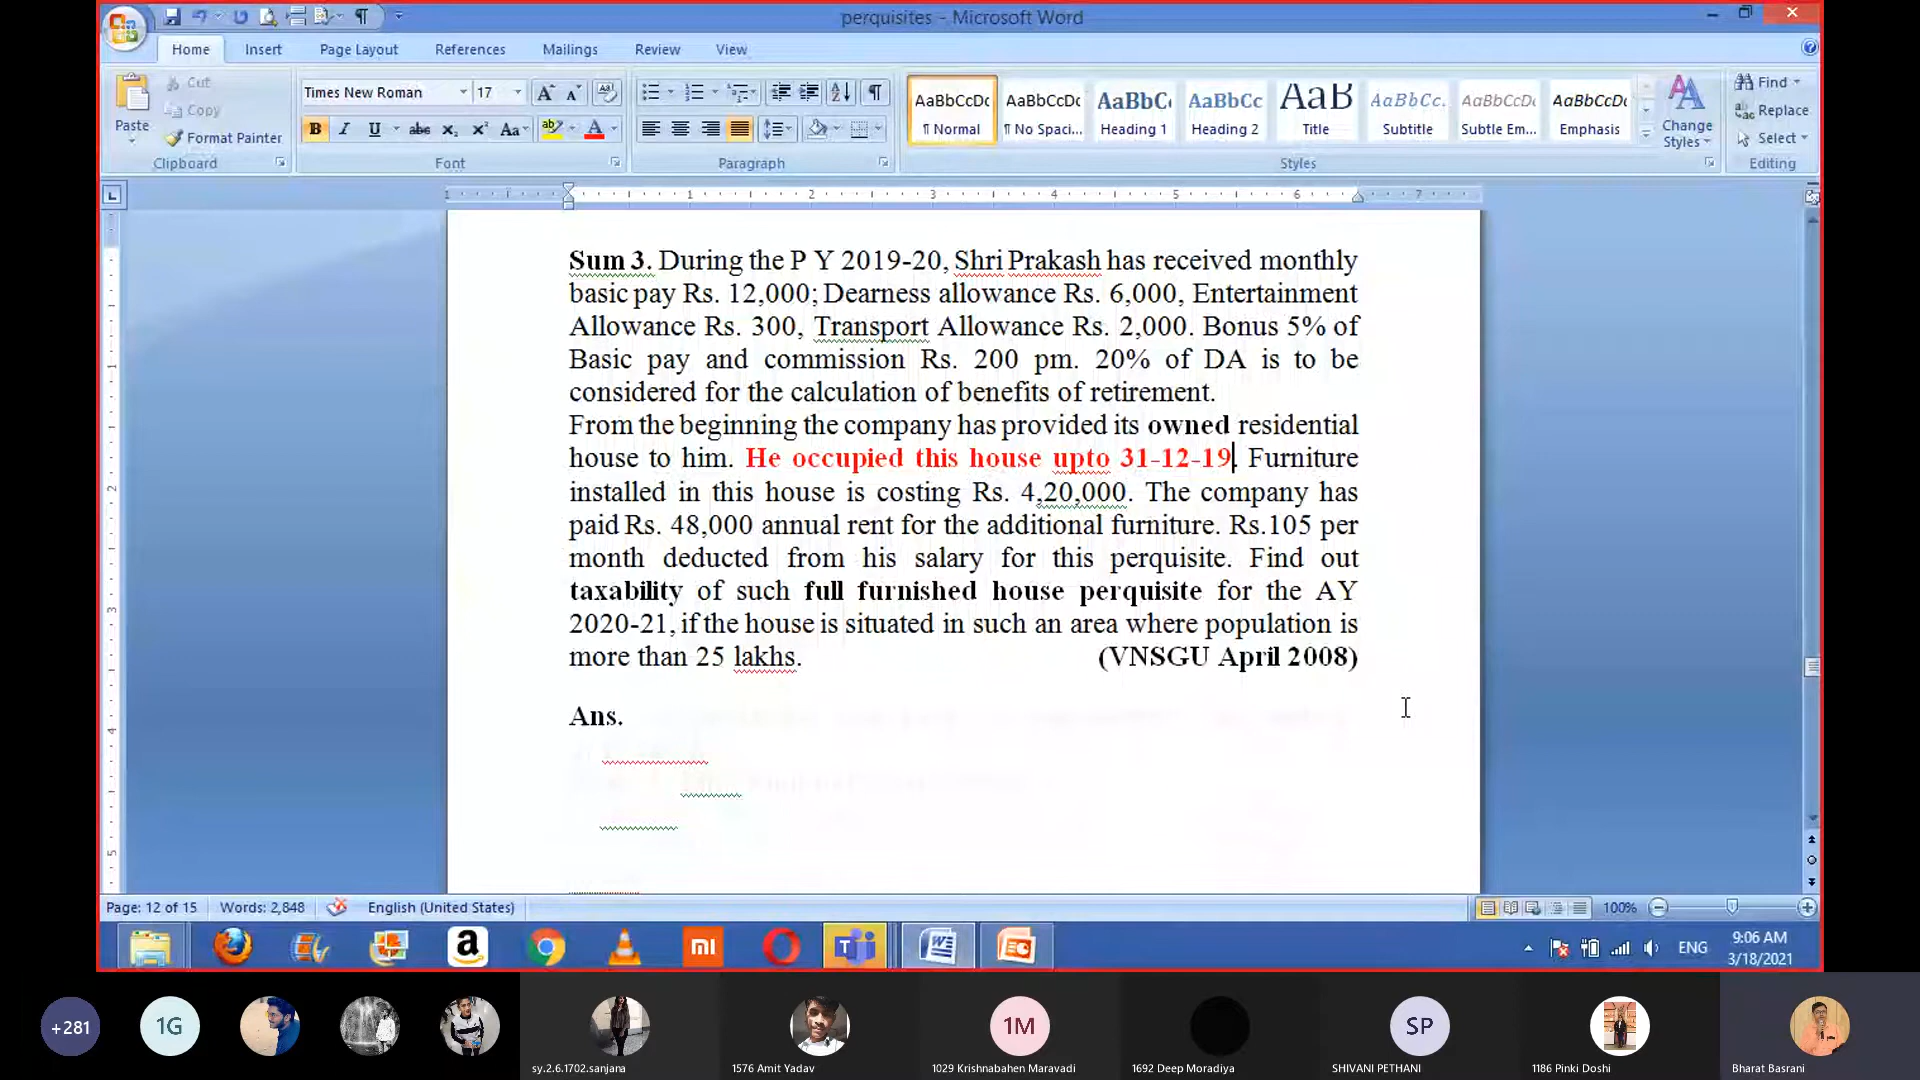 perquisites - Microsoft Word
Home Insert Page Layout References Mailings Review View
Paste
Cut
Copy
Format Painter
Clipboard
Times New Roman 17
Font
Paragraph
AaBbCcDc AaBbCcDc AaBbC AaBbCc AaB AaBbCc. AaBbCcDc AaBbCcDc
¶ Normal ¶ No Spaci... Heading 1 Heading 2 Title Subtitle Subtle Em... Emphasis
Styles
Change Styles
Find
Replace
Select
Editing
1 1 2 3 4 5 6 7
Sum 3. During the P Y 2019-20, Shri Prakash has received monthly
basic pay Rs. 12,000; Dearness allowance Rs. 6,000, Entertainment
Allowance Rs. 300, Transport Allowance Rs. 2,000. Bonus 5% of
Basic pay and commission Rs. 200 pm. 20% of DA is to be
considered for the calculation of benefits of retirement.
From the beginning the company has provided its owned residential
house to him. He occupied this house upto 31-12-19. Furniture
installed in this house is costing Rs. 4,20,000. The company has
paid Rs. 48,000 annual rent for the additional furniture. Rs.105 per
month deducted from his salary for this perquisite. Find out
taxability of such full furnished house perquisite for the AY
2020-21, if the house is situated in such an area where population is
more than 25 lakhs. (VNSGU April 2008)
Ans.
Page: 12 of 15 Words: 2,848 English (United States) 100%
a mi ENG
9:06 AM
3/18/2021
+281 1G 1M SP
sy.2.6.1702.sanjana 1576 Amit Yadav 1029 Krishnabahen Maravadi 1692 Deep Moradiya SHIVANI PETHANI 1186 Pinki Doshi Bharat Basrani